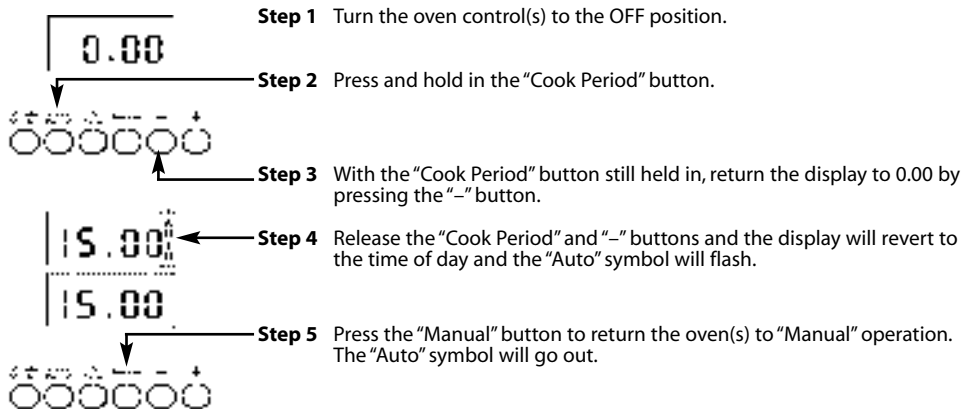 Step 1 Turn the oven control(s) to the OFF position.
0.00
Step 2 Press and hold in the “Cook Period” button.
– +
Step 3 With the “Cook Period” button still held in, return the display to 0.00 by
pressing the “–” button.
15.00
Step 4 Release the “Cook Period” and “–” buttons and the display will revert to
the time of day and the “Auto” symbol will flash.
15.00
Step 5 Press the “Manual” button to return the oven(s) to “Manual” operation.
The “Auto” symbol will go out.
– +